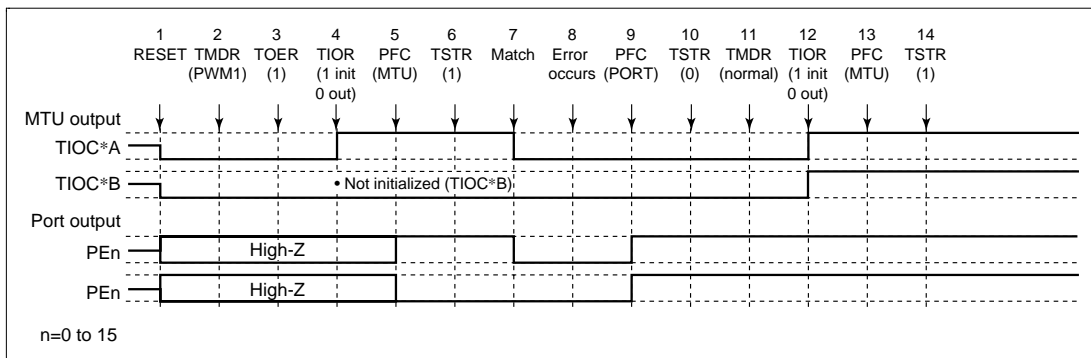 1 2 3 4 5 6 7 8 9 10 11 12 13 14
RESET TMDR TOER TIOR PFC TSTR Match Error PFC TSTR TMDR TIOR PFC TSTR
(PWM1) (1) (1 init (MTU) (1) occurs (PORT) (0) (normal) (1 init (MTU) (1)
0 out) 0 out)
MTU output
TIOC*A
TIOC*B • Not initialized (TIOC*B)
Port output
PEn High-Z
PEn High-Z
n=0 to 15